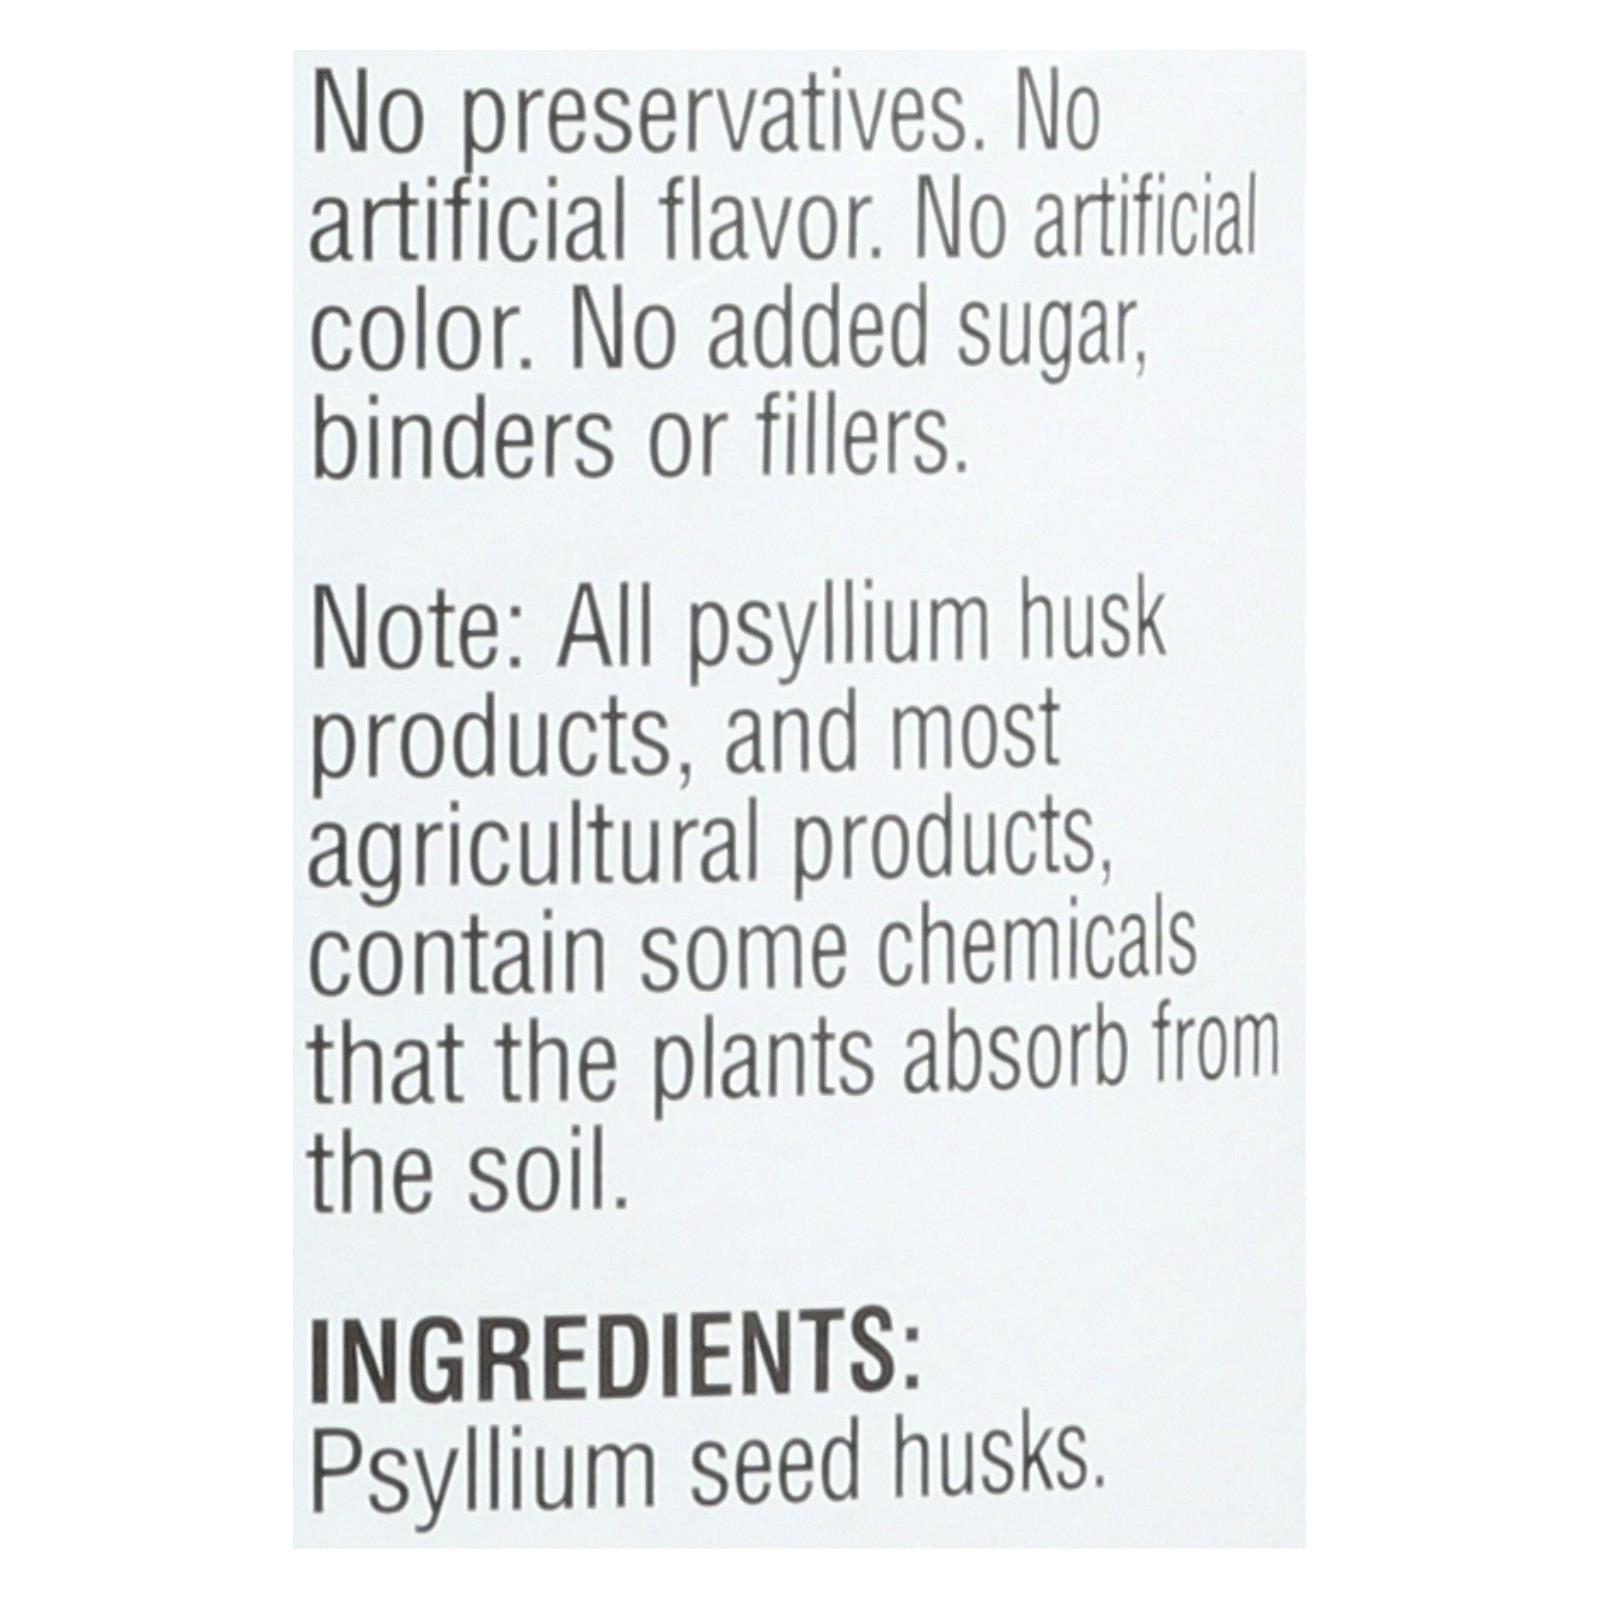 No preservatives. No
artificial flavor. No artificial
color. No added sugar,
binders or fillers.
Note: All psyllium husk
products, and most
agricultural products,
contain some chemicals
that the plants absorb from
the soil.
INGREDIENTS:
Psyllium seed husks.